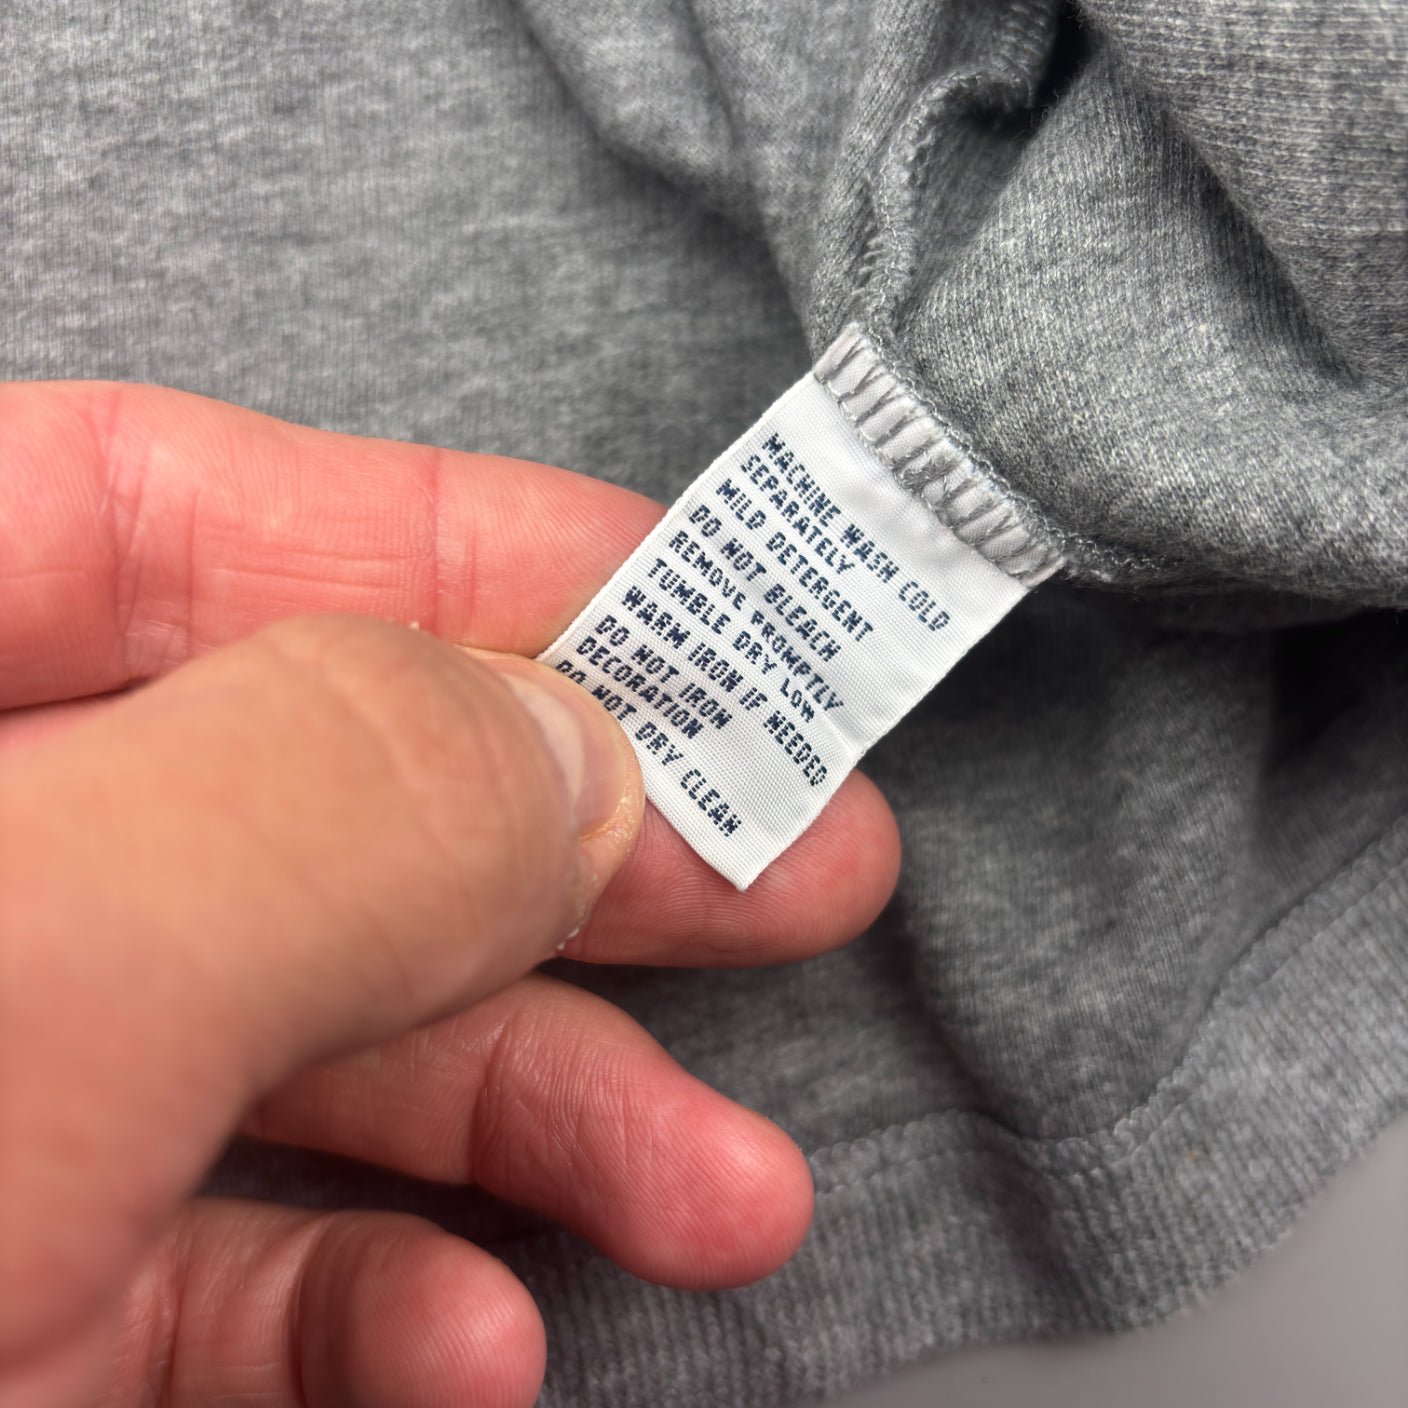 MACHINE WASH COLD
SEPARATELY
MILD DETERGENT
DO NOT BLEACH
REMOVE PROMPTLY
TUMBLE DRY LOW
WARM IRON IF NEEDED
DO NOT IRON
DECORATION
DO NOT DRY CLEAN